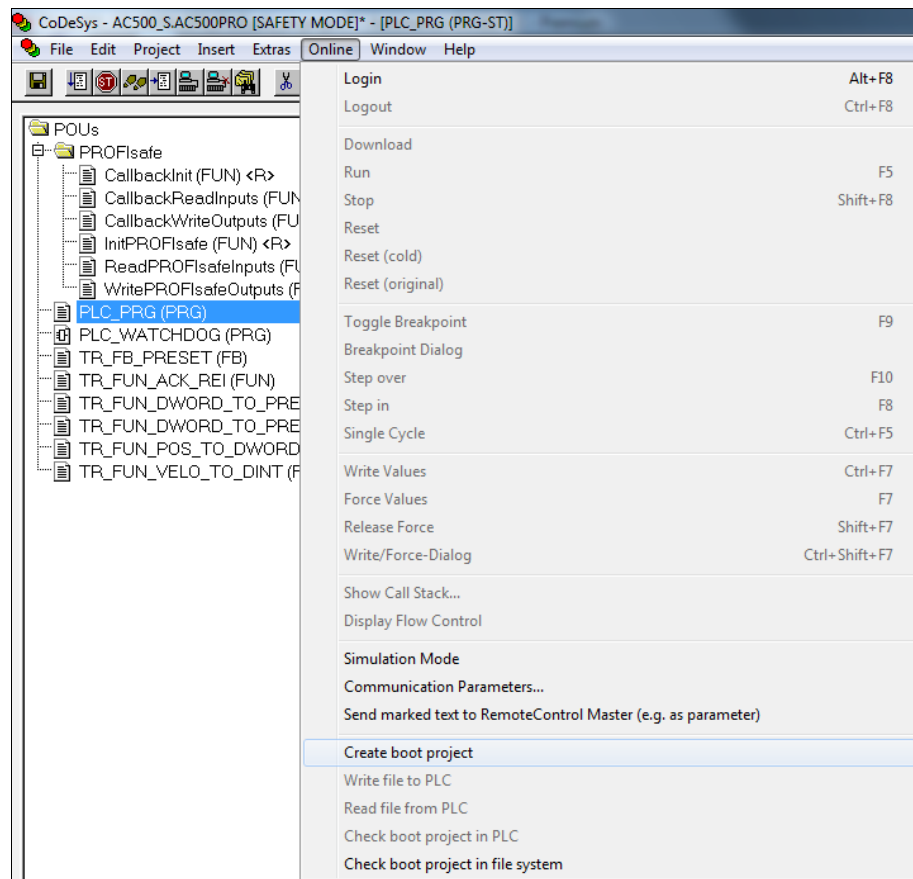 CoDeSys - AC500_S.AC500PRO [SAFETY MODE]* - [PLC_PRG (PRG-ST)]
File Edit Project Insert Extras Online Window Help
ST
POUs
PROFIsafe
CallbackInit (FUN) <R>
CallbackReadInputs (FUN
CallbackWriteOutputs (FU
InitPROFIsafe (FUN) <R>
ReadPROFIsafeInputs (FU
WritePROFIsafeOutputs (F
PLC_PRG (PRG)
PLC_WATCHDOG (PRG)
TR_FB_PRESET (FB)
TR_FUN_ACK_REI (FUN)
TR_FUN_DWORD_TO_PRE
TR_FUN_DWORD_TO_PRE
TR_FUN_POS_TO_DWORD
TR_FUN_VELO_TO_DINT (F
Login Alt+F8
Logout Ctrl+F8
Download
Run F5
Stop Shift+F8
Reset
Reset (cold)
Reset (original)
Toggle Breakpoint F9
Breakpoint Dialog
Step over F10
Step in F8
Single Cycle Ctrl+F5
Write Values Ctrl+F7
Force Values F7
Release Force Shift+F7
Write/Force-Dialog Ctrl+Shift+F7
Show Call Stack...
Display Flow Control
Simulation Mode
Communication Parameters...
Send marked text to RemoteControl Master (e.g. as parameter)
Create boot project
Write file to PLC
Read file from PLC
Check boot project in PLC
Check boot project in file system